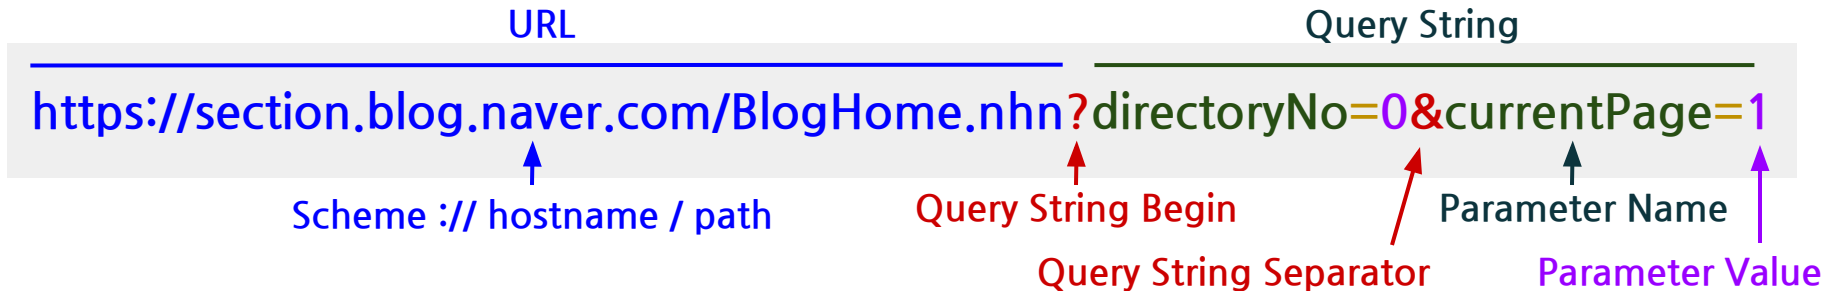 URL
Query String
https://section.blog.naver.com/BlogHome.nhn?directoryNo=0&currentPage=1
Scheme :// hostname / path
Query String Begin
Parameter Name
Query String Separator
Parameter Value